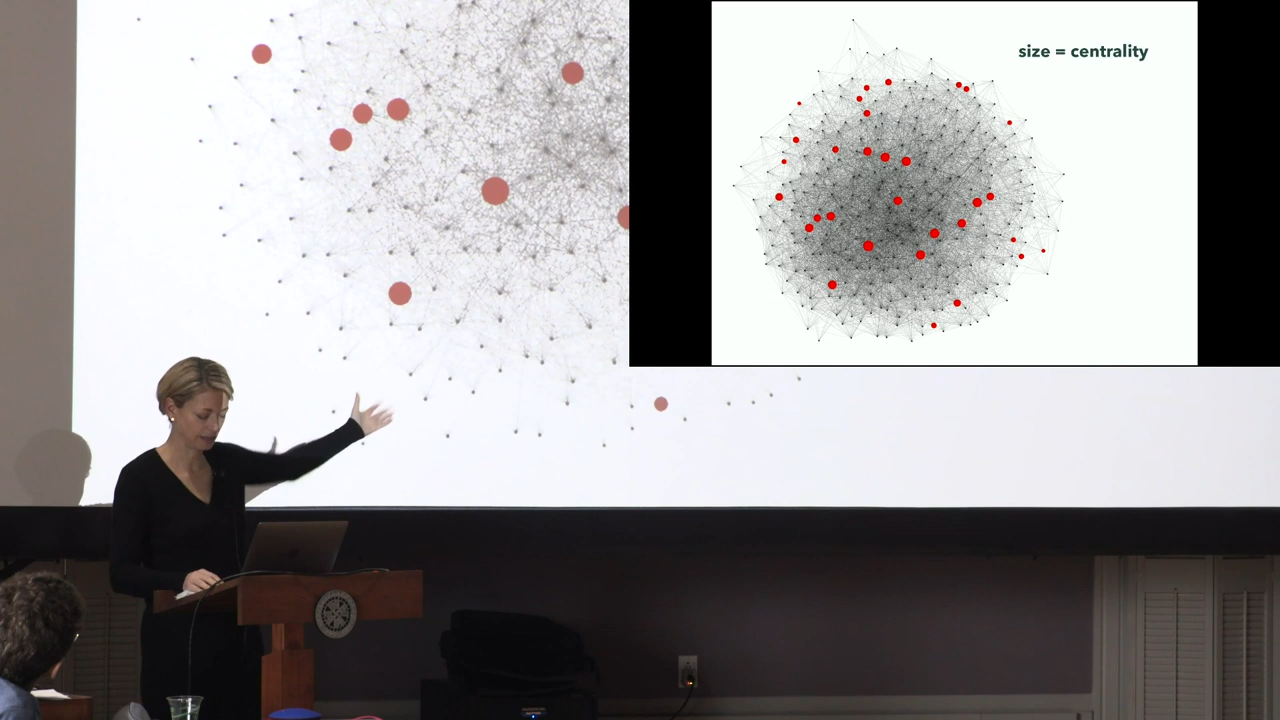 size = centrality